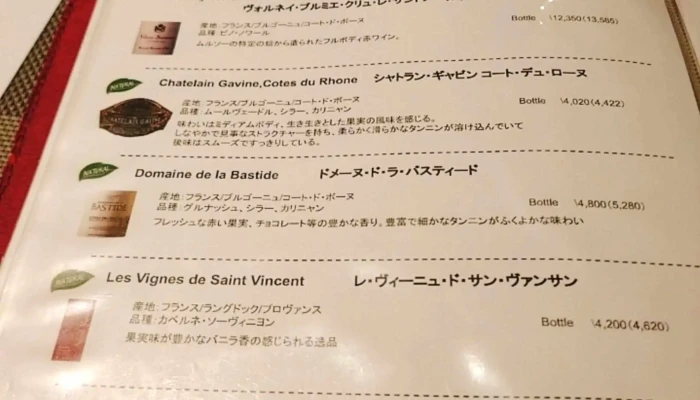 ヴォルネイ・プルミエ・クリュ・レ・サントノ
産地:フランス/ブルゴーニュ/コート・ド・ボーヌ
Bottle \12,350(13,585)
品種:ピノ・ノワール
ムルソーの特定の畑から造られたフルボディ赤ワイン。
NATURAL
Chatelain Gavine,Cotes du Rhone シャトラン・ギャビン コート・デュ・ローヌ
産地:フランス/ブルゴーニュ/コート・ド・ボーヌ
Bottle \4,020(4,422)
品種:ムールヴェードル、シラー、カリニャン
味わいはミディアムボディ、生き生きとした果実の風味を感じる。
しなやかで見事なストラクチャーを持ち、柔らかく滑らかなタンニンが溶け込んでいて
後味はスムーズですっきりしている。
NATURAL
Domaine de la Bastide ドメーヌ・ド・ラ・バスティード
産地:フランス/ブルゴーニュ/コート・ド・ボーヌ
Bottle \4,800(5,280)
品種:グルナッシュ、シラー、カリニャン
BASTIDE
フレッシュな赤い果実、チョコレート等の豊かな香り。豊富で細かなタンニンがふくよかな味わい
NATURAL
Les Vignes de Saint Vincent レ・ヴィーニュ・ド・サン・ヴァンサン
産地:フランス/ラングドック/プロヴァンス
Bottle \4,200(4,620)
品種:カベルネ・ソーヴィニヨン
果実味が豊かなバニラ香の感じられる逸品